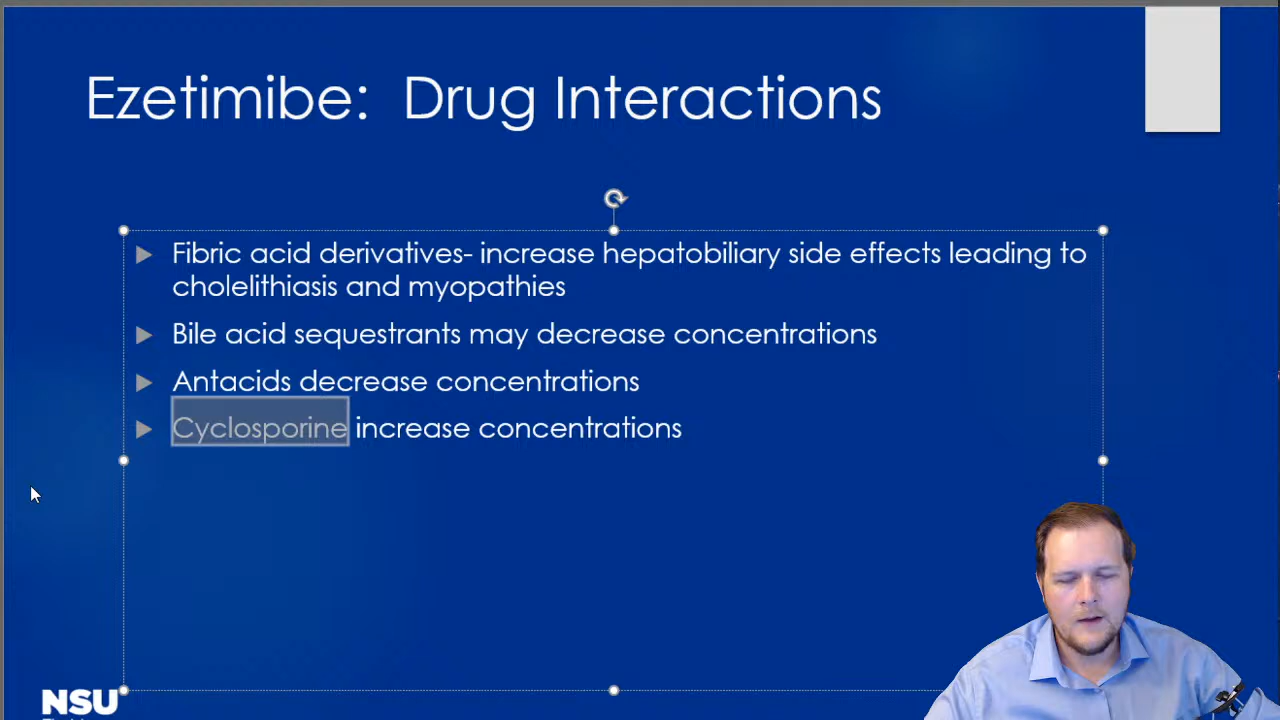 Ezetimibe: Drug Interactions
Fibric acid derivatives- increase hepatobiliary side effects leading to
cholelithiasis and myopathies
Bile acid sequestrants may decrease concentrations
Antacids decrease concentrations
Cyclosporine increase concentrations
NSU